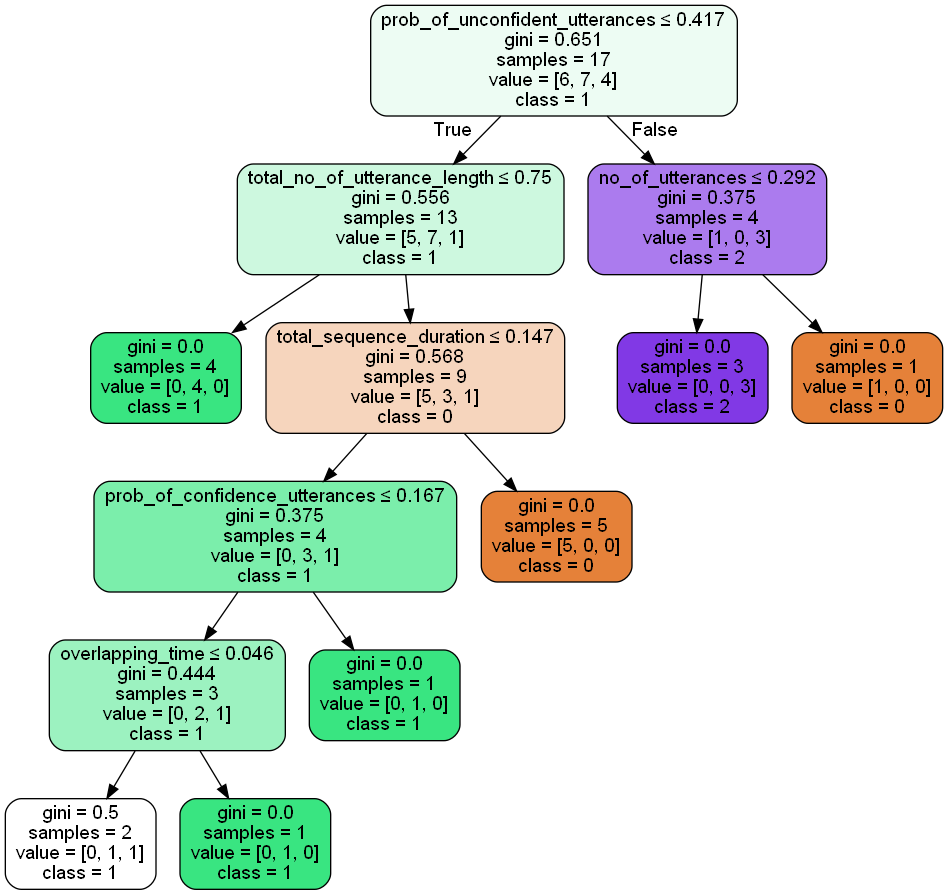 prob_of_unconfident_utterances ≤ 0.417
gini = 0.651
samples = 17
value = [6, 7, 4]
class = 1
True
False
total_no_of_utterance_length ≤ 0.75
gini = 0.556
samples = 13
value = [5, 7, 1]
class = 1
no_of_utterances ≤ 0.292
gini = 0.375
samples = 4
value = [1, 0, 3]
class = 2
gini = 0.0
samples = 4
value = [0, 4, 0]
class = 1
total_sequence_duration ≤ 0.147
gini = 0.568
samples = 9
value = [5, 3, 1]
class = 0
gini = 0.0
samples = 3
value = [0, 0, 3]
class = 2
gini = 0.0
samples = 1
value = [1, 0, 0]
class = 0
prob_of_confidence_utterances ≤ 0.167
gini = 0.375
samples = 4
value = [0, 3, 1]
class = 1
gini = 0.0
samples = 5
value = [5, 0, 0]
class = 0
overlapping_time ≤ 0.046
gini = 0.444
samples = 3
value = [0, 2, 1]
class = 1
gini = 0.0
samples = 1
value = [0, 1, 0]
class = 1
gini = 0.5
samples = 2
value = [0, 1, 1]
class = 1
gini = 0.0
samples = 1
value = [0, 1, 0]
class = 1